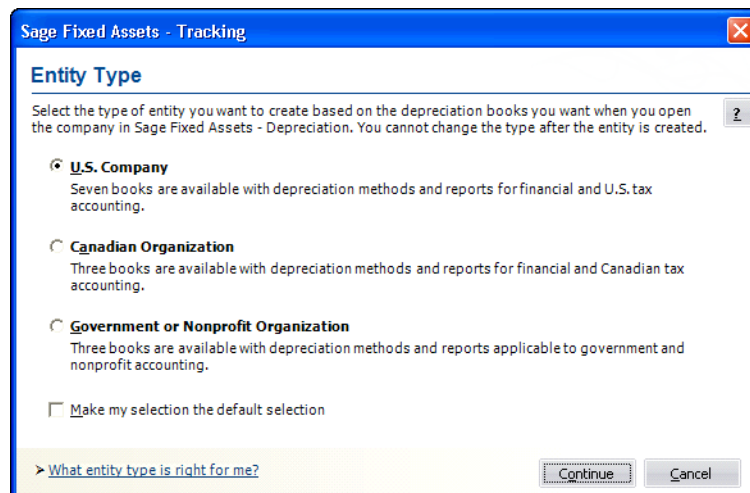 Sage Fixed Assets - Tracking
Entity Type
Select the type of entity you want to create based on the depreciation books you want when you open
the company in Sage Fixed Assets - Depreciation. You cannot change the type after the entity is created.
?
U.S. Company
Seven books are available with depreciation methods and reports for financial and U.S. tax
accounting.
Canadian Organization
Three books are available with depreciation methods and reports for financial and Canadian tax
accounting.
Government or Nonprofit Organization
Three books are available with depreciation methods and reports applicable to government and
nonprofit accounting.
Make my selection the default selection
➤ What entity type is right for me?
Continue
Cancel